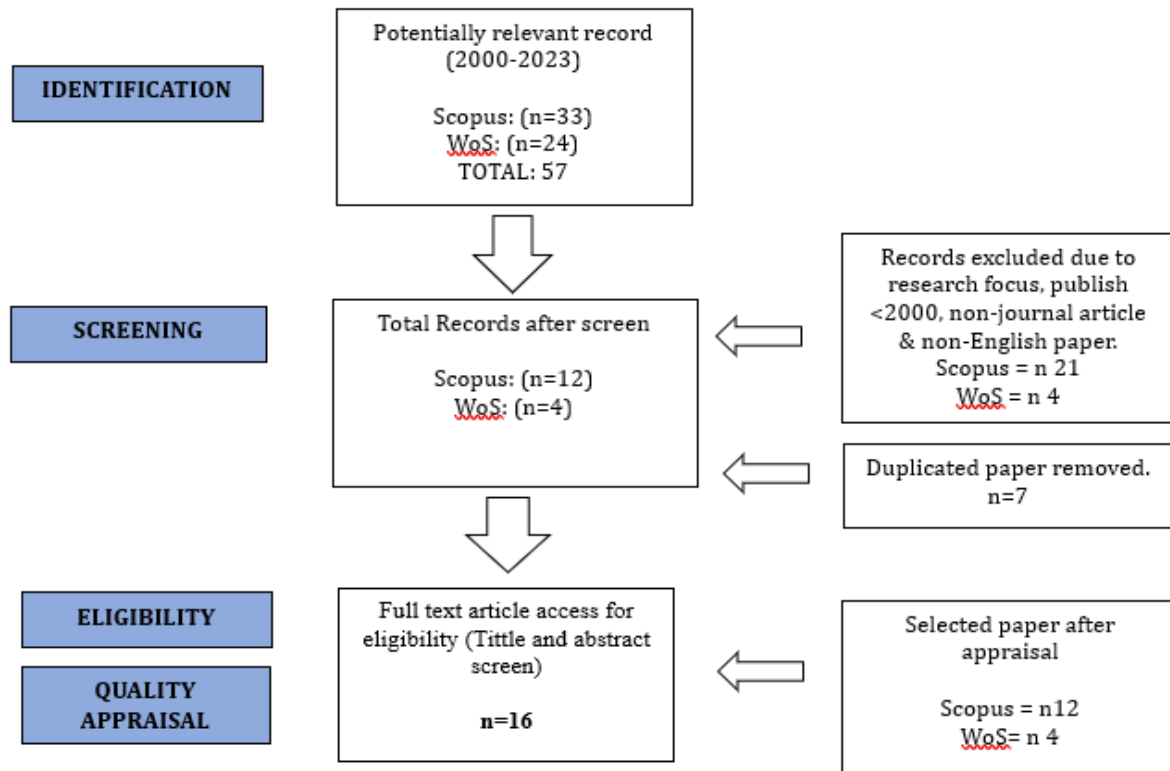 IDENTIFICATION
Potentially relevant record
(2000-2023)
Scopus: (n=33)
WoS: (n=24)
TOTAL: 57
SCREENING
Total Records after screen
Scopus: (n=12)
WoS: (n=4)
Records excluded due to
research focus, publish
<2000, non-journal article
& non-English paper.
Scopus = n 21
WoS = n 4
Duplicated paper removed.
n=7
ELIGIBILITY
QUALITY
APPRAISAL
Full text article access for
eligibility (Tittle and abstract
screen)
n=16
Selected paper after
appraisal
Scopus = n12
WoS= n 4